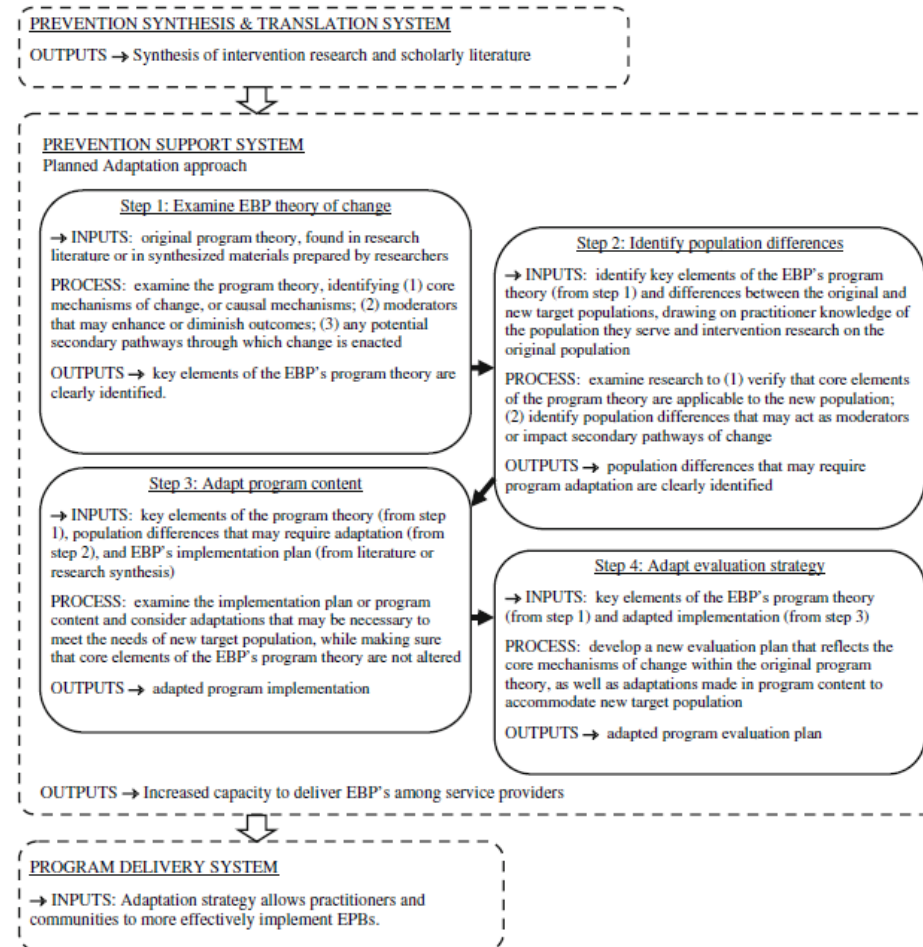 PREVENTION SYNTHESIS & TRANSLATION SYSTEM
OUTPUTS → Synthesis of intervention research and scholarly literature
PREVENTION SUPPORT SYSTEM
Planned Adaptation approach
Step 1: Examine EBP theory of change
→ INPUTS: original program theory, found in research
literature or in synthesized materials prepared by researchers
PROCESS: examine the program theory, identifying (1) core
mechanisms of change, or causal mechanisms; (2) moderators
that may enhance or diminish outcomes; (3) any potential
secondary pathways through which change is enacted
OUTPUTS → key elements of the EBP's program theory are
clearly identified.
Step 2: Identify population differences
→ INPUTS: identify key elements of the EBP's program
theory (from step 1) and differences between the original and
new target populations, drawing on practitioner knowledge of
the population they serve and intervention research on the
original population
PROCESS: examine research to (1) verify that core elements
of the program theory are applicable to the new population;
(2) identify population differences that may act as moderators
or impact secondary pathways of change
OUTPUTS → population differences that may require
program adaptation are clearly identified
Step 3: Adapt program content
→ INPUTS: key elements of the program theory (from step
1), population differences that may require adaptation (from
step 2), and EBP's implementation plan (from literature or
research synthesis)
PROCESS: examine the implementation plan or program
content and consider adaptations that may be necessary to
meet the needs of new target population, while making sure
that core elements of the EBP's program theory are not altered
OUTPUTS → adapted program implementation
Step 4: Adapt evaluation strategy
→ INPUTS: key elements of the EBP's program theory
(from step 1) and adapted implementation (from step 3)
PROCESS: develop a new evaluation plan that reflects the
core mechanisms of change within the original program
theory, as well as adaptations made in program content to
accommodate new target population
OUTPUTS → adapted program evaluation plan
OUTPUTS → Increased capacity to deliver EBP's among service providers
PROGRAM DELIVERY SYSTEM
→ INPUTS: Adaptation strategy allows practitioners and
communities to more effectively implement EPBs.